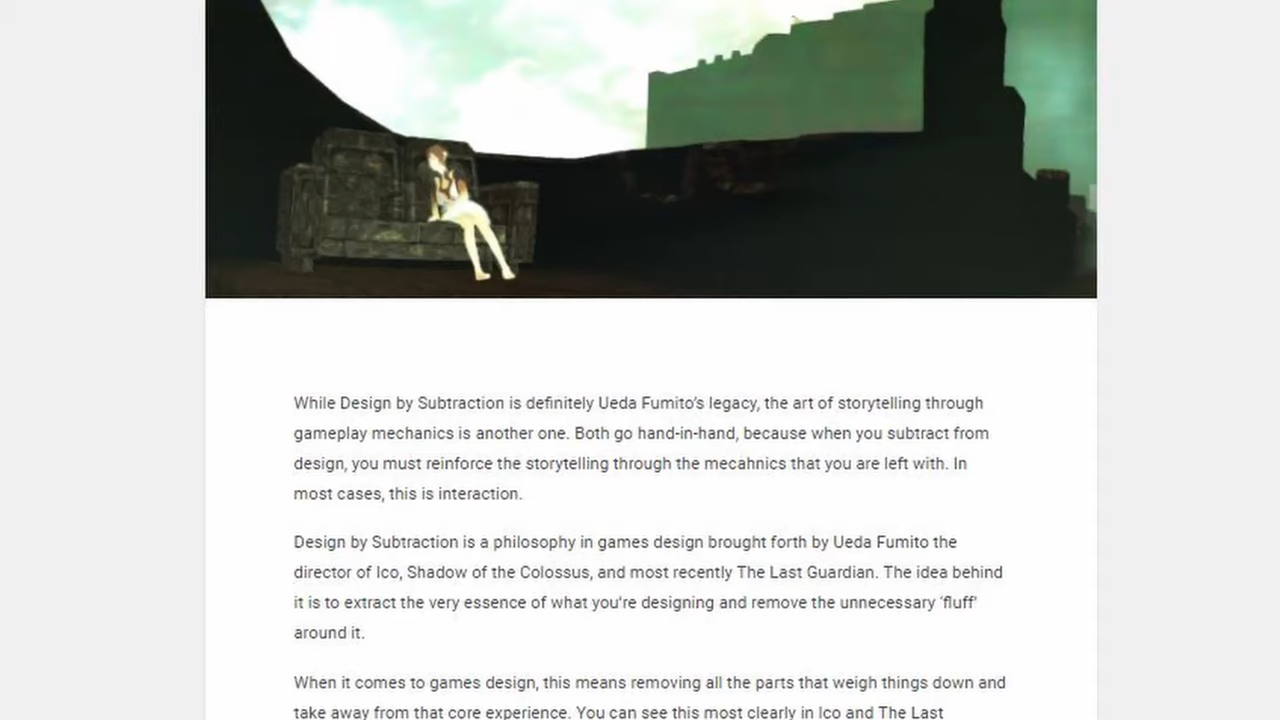 While Design by Subtraction is definitely Ueda Fumito's legacy, the art of storytelling through
gameplay mechanics is another one. Both go hand-in-hand, because when you subtract from
design, you must reinforce the storytelling through the mecahnics that you are left with. In
most cases, this is interaction.
Design by Subtraction is a philosophy in games design brought forth by Ueda Fumito the
director of Ico, Shadow of the Colossus, and most recently The Last Guardian. The idea behind
it is to extract the very essence of what you're designing and remove the unnecessary ‘fluff’
around it.
When it comes to games design, this means removing all the parts that weigh things down and
take away from that core experience. You can see this most clearly in Ico and The Last